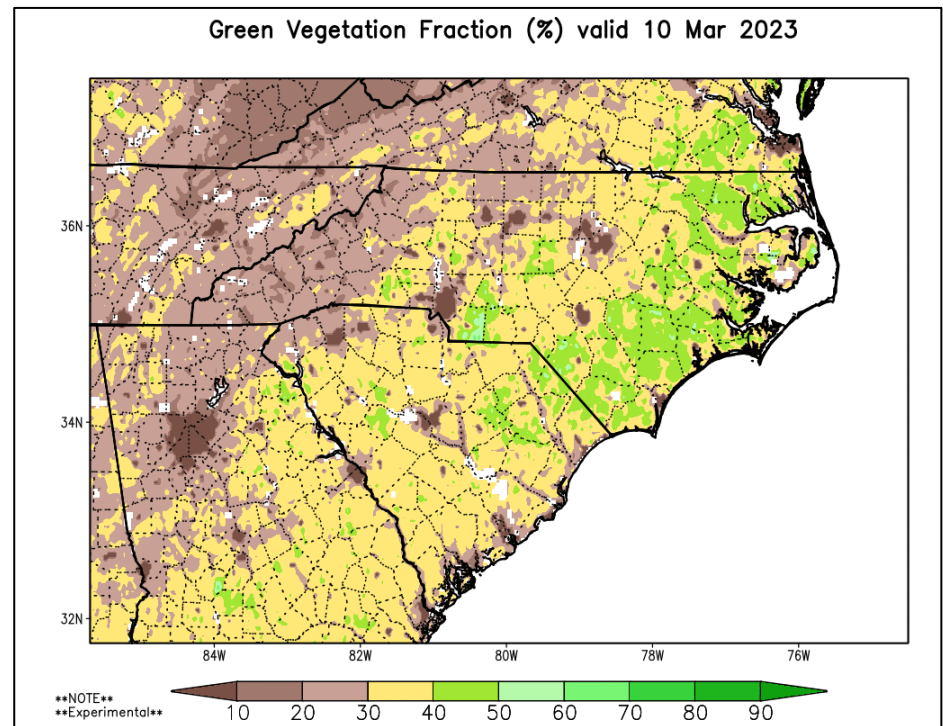 Green Vegetation Fraction (%) valid 10 Mar 2023
36N
34N
32N
84W 82W 80W 78W 76W
**NOTE**
**Experimental**
10 20 30 40 50 60 70 80 90